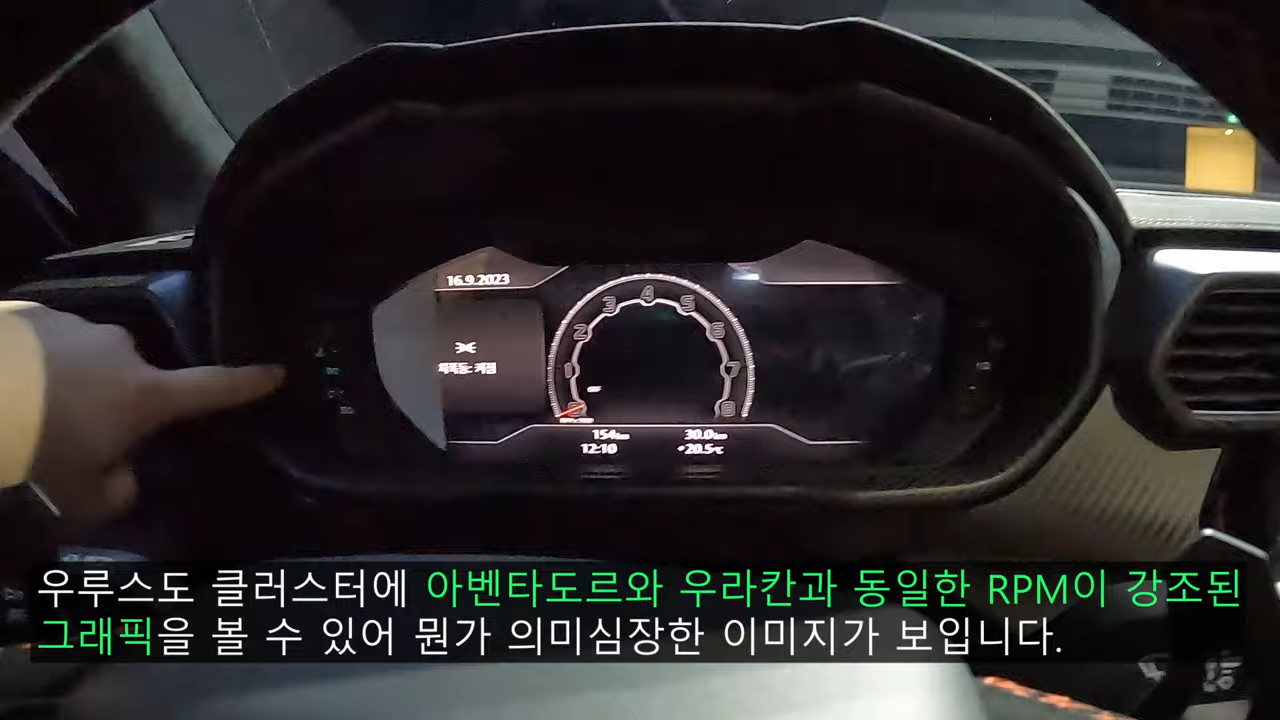 16.9.2023
4
3
5
2
6
1
7
8
154km
30.0km
12:10
+20.5℃
우루스도 클러스터에 아벤타도르와 우라칸과 동일한 RPM이 강조된
그래픽을 볼 수 있어 뭔가 의미심장한 이미지가 보입니다.